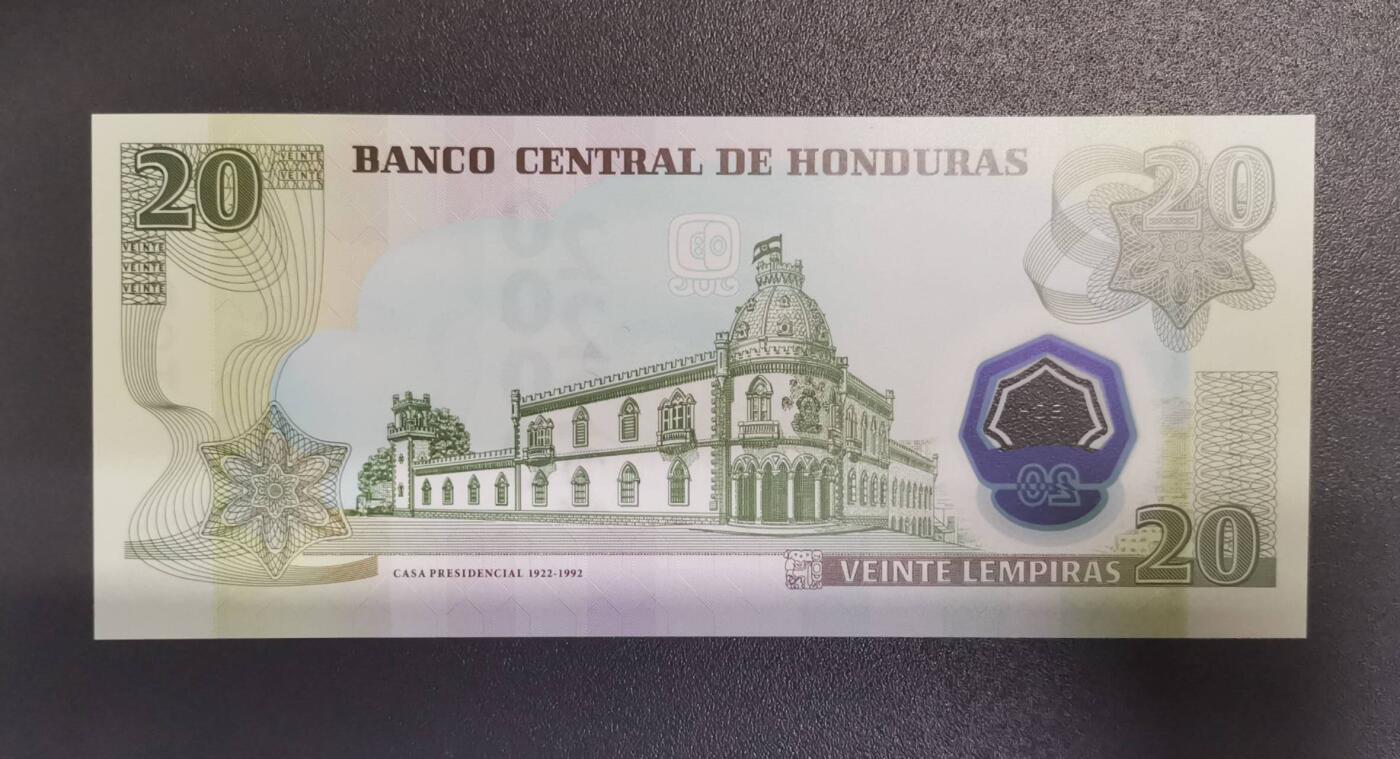 20
VEINTE
VEINTE
VEINTE
VEINTE
VEINTE
BANCO CENTRAL DE HONDURAS
20
20
CASA PRESIDENCIAL 1922-1992
VEINTE LEMPIRAS
20